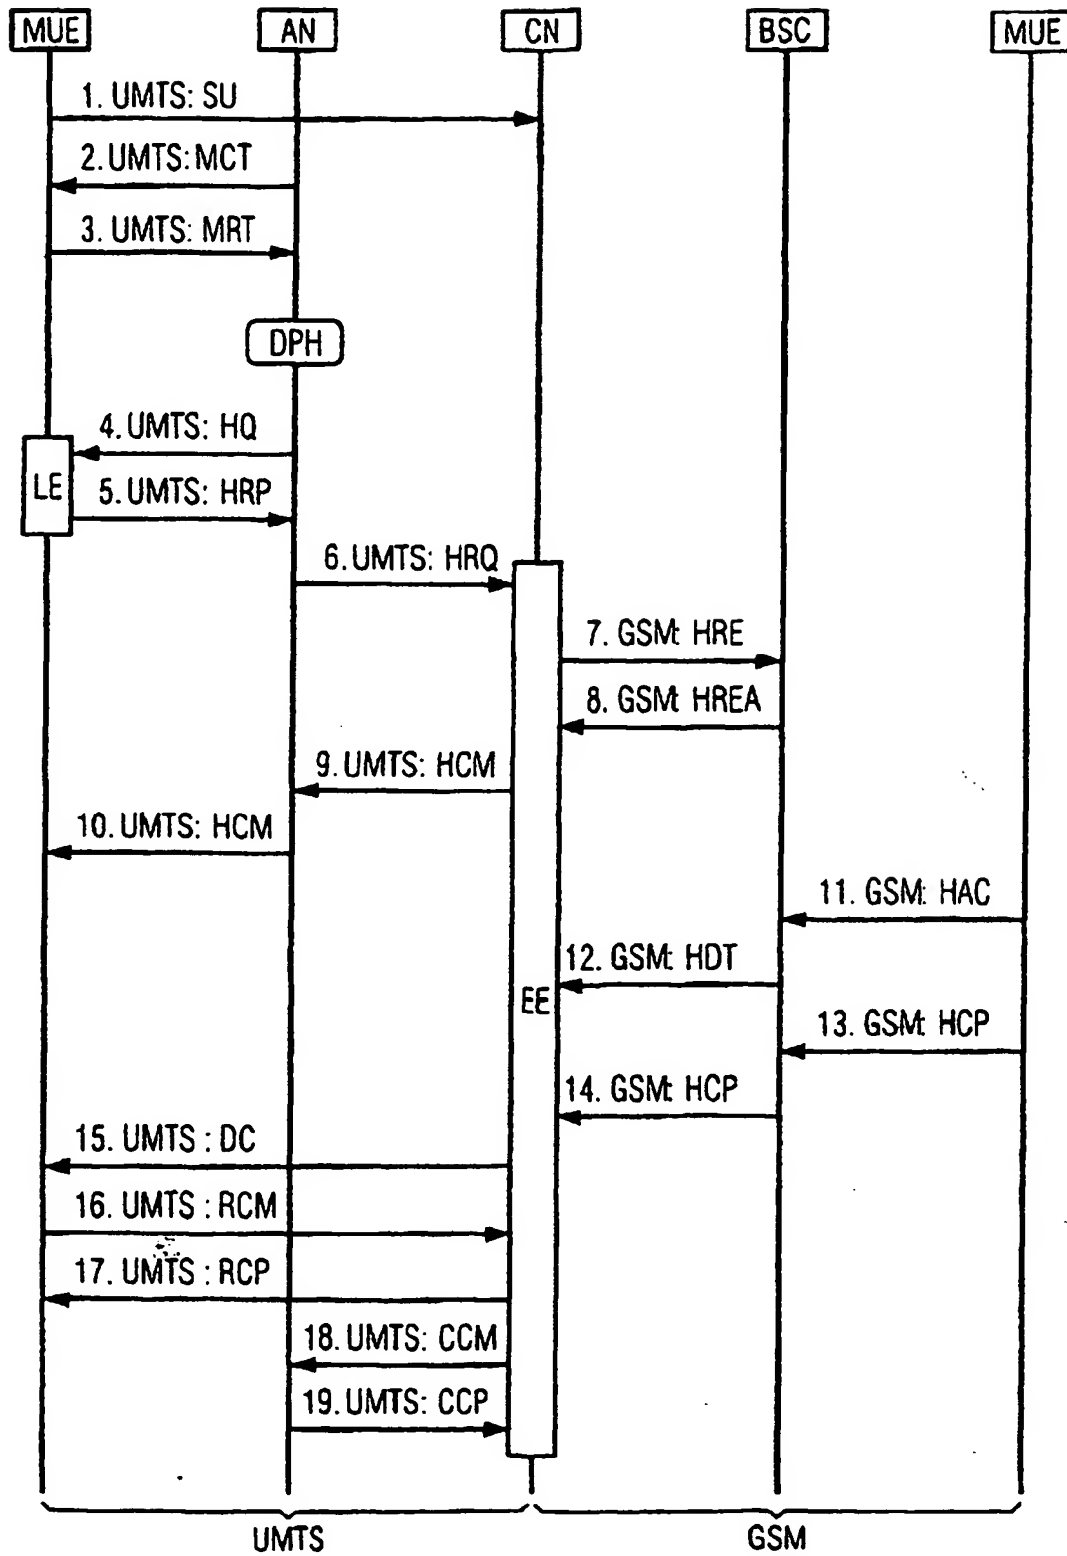 MUE AN CN BSC MUE
1. UMTS: SU
2. UMTS: MCT
3. UMTS: MRT
DPH
4. UMTS: HQ
LE
5. UMTS: HRP
6. UMTS: HRQ
7. GSM: HRE
8. GSM: HREA
9. UMTS: HCM
10. UMTS: HCM
11. GSM: HAC
12. GSM: HDT
EE
13. GSM: HCP
14. GSM: HCP
15. UMTS : DC
16. UMTS : RCM
17. UMTS : RCP
18. UMTS: CCM
19. UMTS: CCP
UMTS GSM